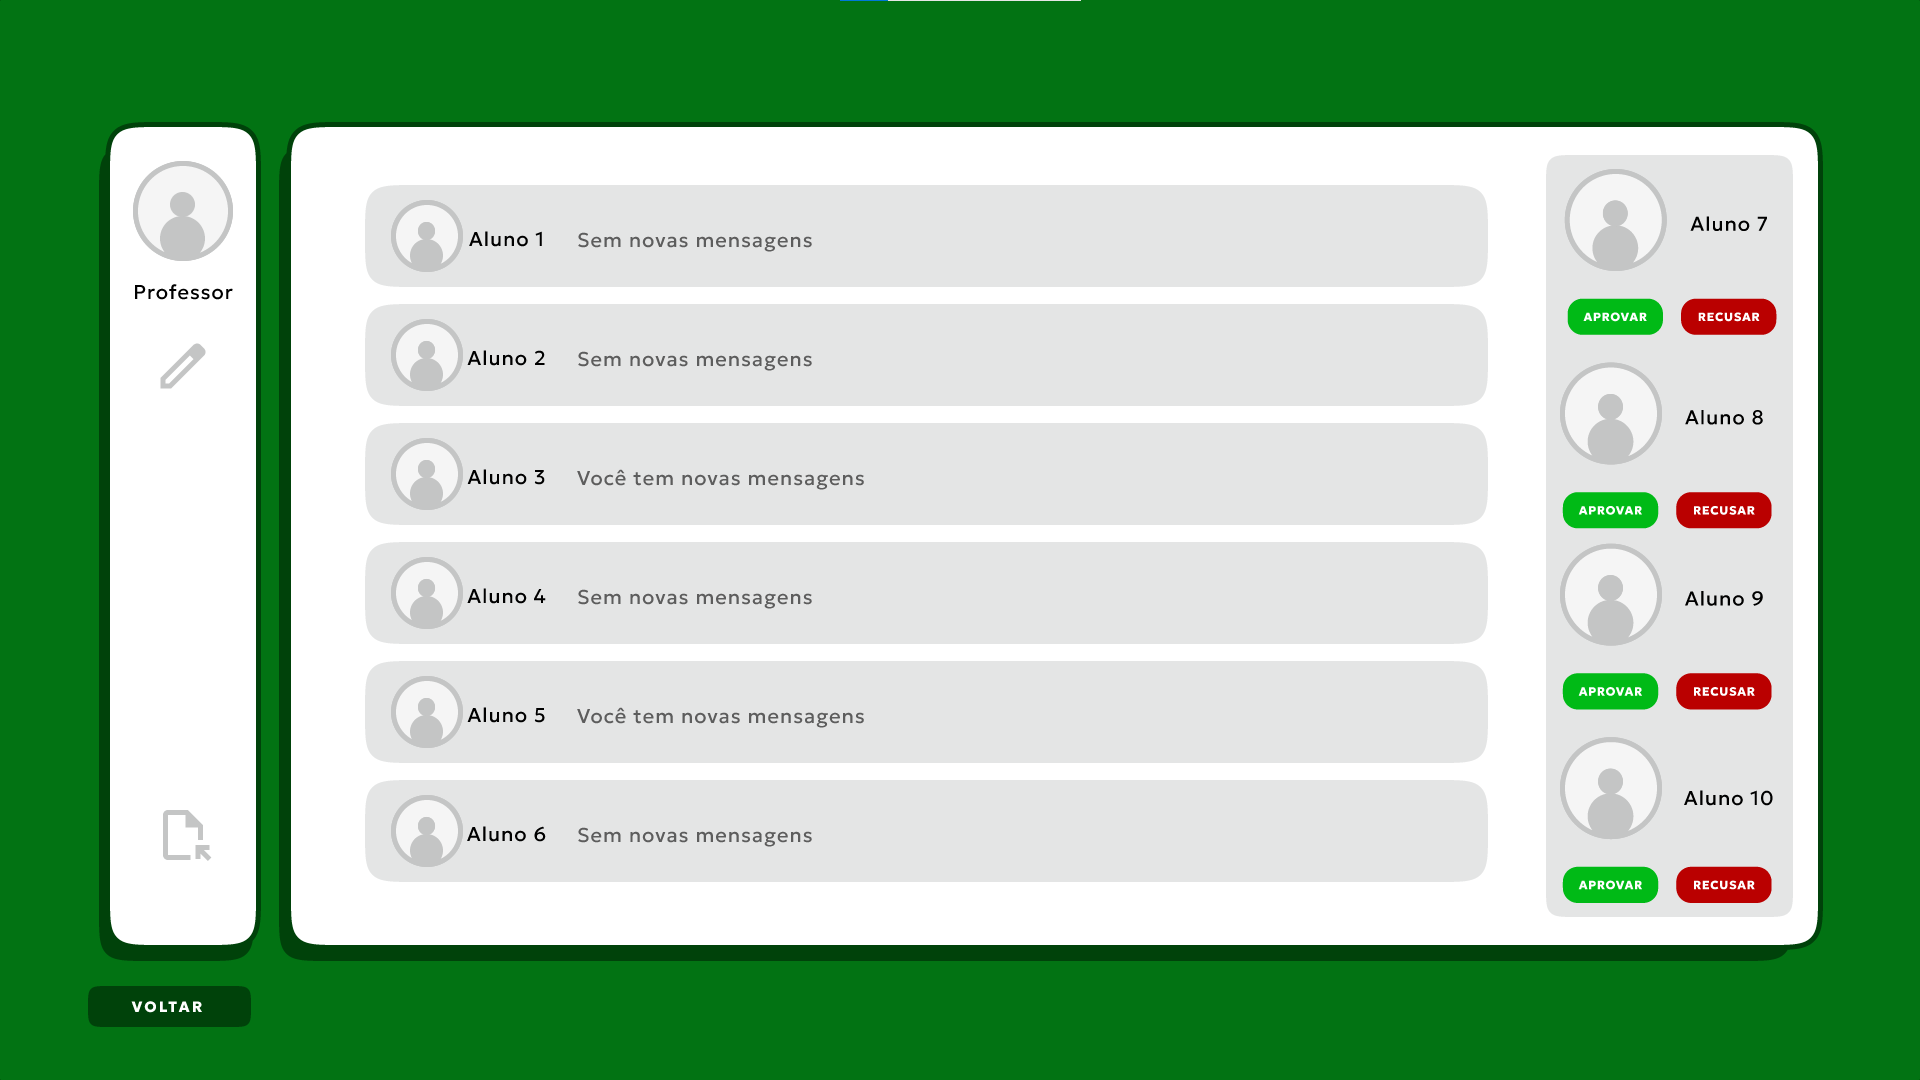 Professor
Aluno 1 Sem novas mensagens
Aluno 2 Sem novas mensagens
Aluno 3 Você tem novas mensagens
Aluno 4 Sem novas mensagens
Aluno 5 Você tem novas mensagens
Aluno 6 Sem novas mensagens
Aluno 7
APROVAR RECUSAR
Aluno 8
APROVAR RECUSAR
Aluno 9
APROVAR RECUSAR
Aluno 10
APROVAR RECUSAR
VOLTAR